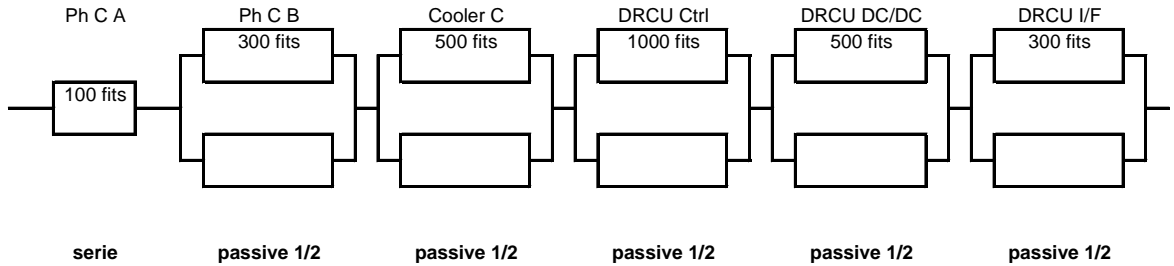 Ph C A Ph C B Cooler C DRCU Ctrl DRCU DC/DC DRCU I/F
300 fits 500 fits 1000 fits 500 fits 300 fits
100 fits
serie passive 1/2 passive 1/2 passive 1/2 passive 1/2 passive 1/2